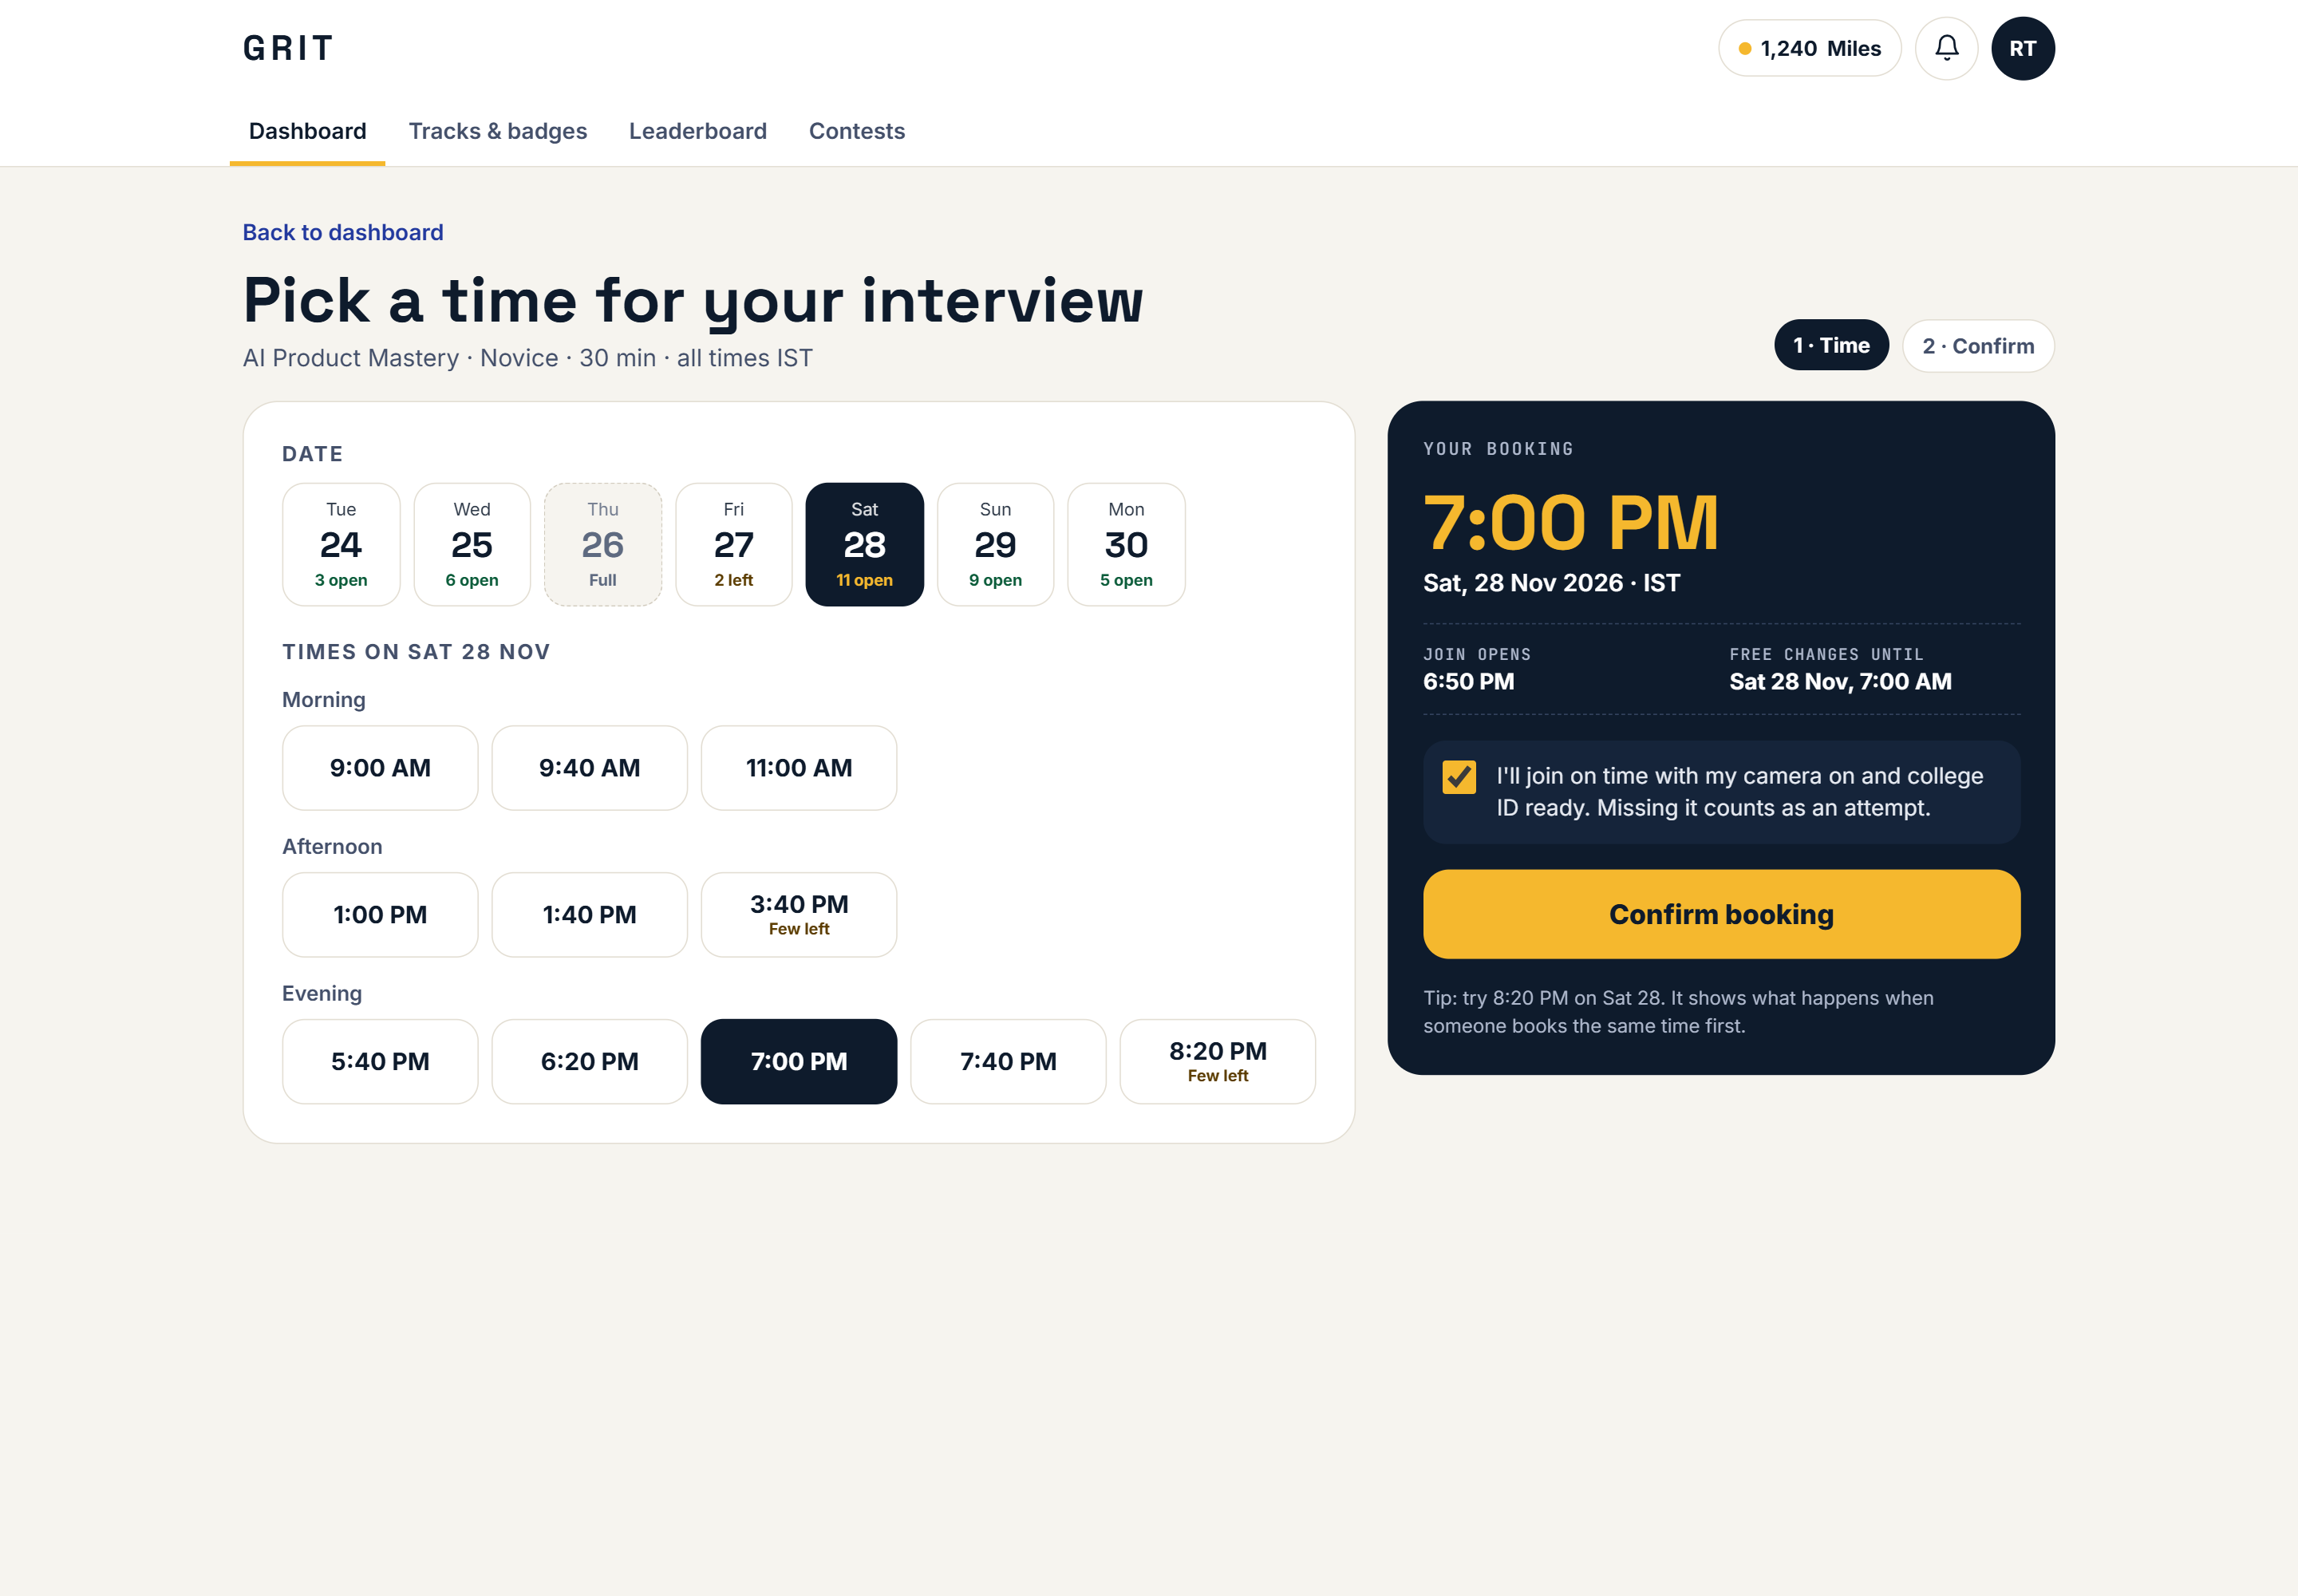 GRIT
1,240 Miles
RT
Dashboard
Tracks & badges
Leaderboard
Contests
Back to dashboard
Pick a time for your interview
AI Product Mastery · Novice · 30 min · all times IST
1 · Time
2 · Confirm
DATE
Tue
24
3 open
Wed
25
6 open
Thu
26
Full
Fri
27
2 left
Sat
28
11 open
Sun
29
9 open
Mon
30
5 open
TIMES ON SAT 28 NOV
Morning
9:00 AM
9:40 AM
11:00 AM
Afternoon
1:00 PM
1:40 PM
3:40 PM
Few left
Evening
5:40 PM
6:20 PM
7:00 PM
7:40 PM
8:20 PM
Few left
YOUR BOOKING
7:00 PM
Sat, 28 Nov 2026 · IST
JOIN OPENS
6:50 PM
FREE CHANGES UNTIL
Sat 28 Nov, 7:00 AM
I'll join on time with my camera on and college
ID ready. Missing it counts as an attempt.
Confirm booking
Tip: try 8:20 PM on Sat 28. It shows what happens when
someone books the same time first.